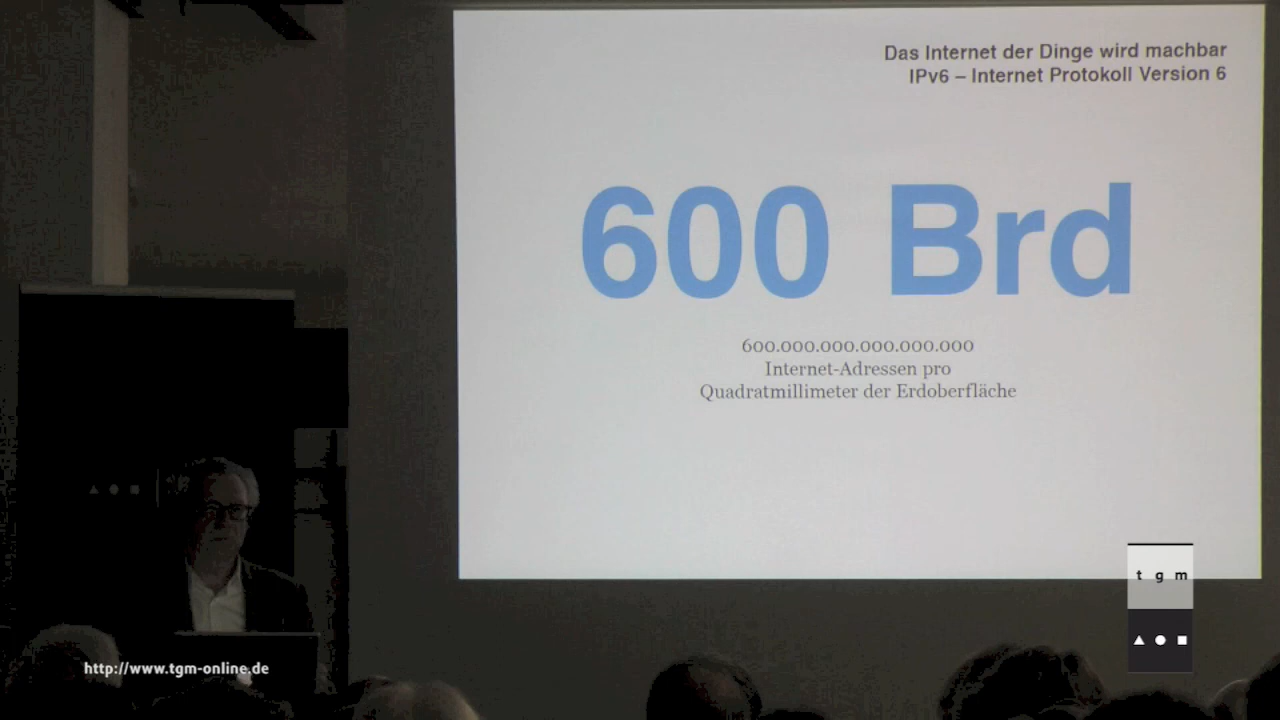 Das Internet der Dinge wird machbar
IPv6 – Internet Protokoll Version 6
600 Brd
600.000.000.000.000.000
Internet-Adressen pro
Quadratmillimeter der Erdoberfläche
t g m
http://www.tgm-online.de